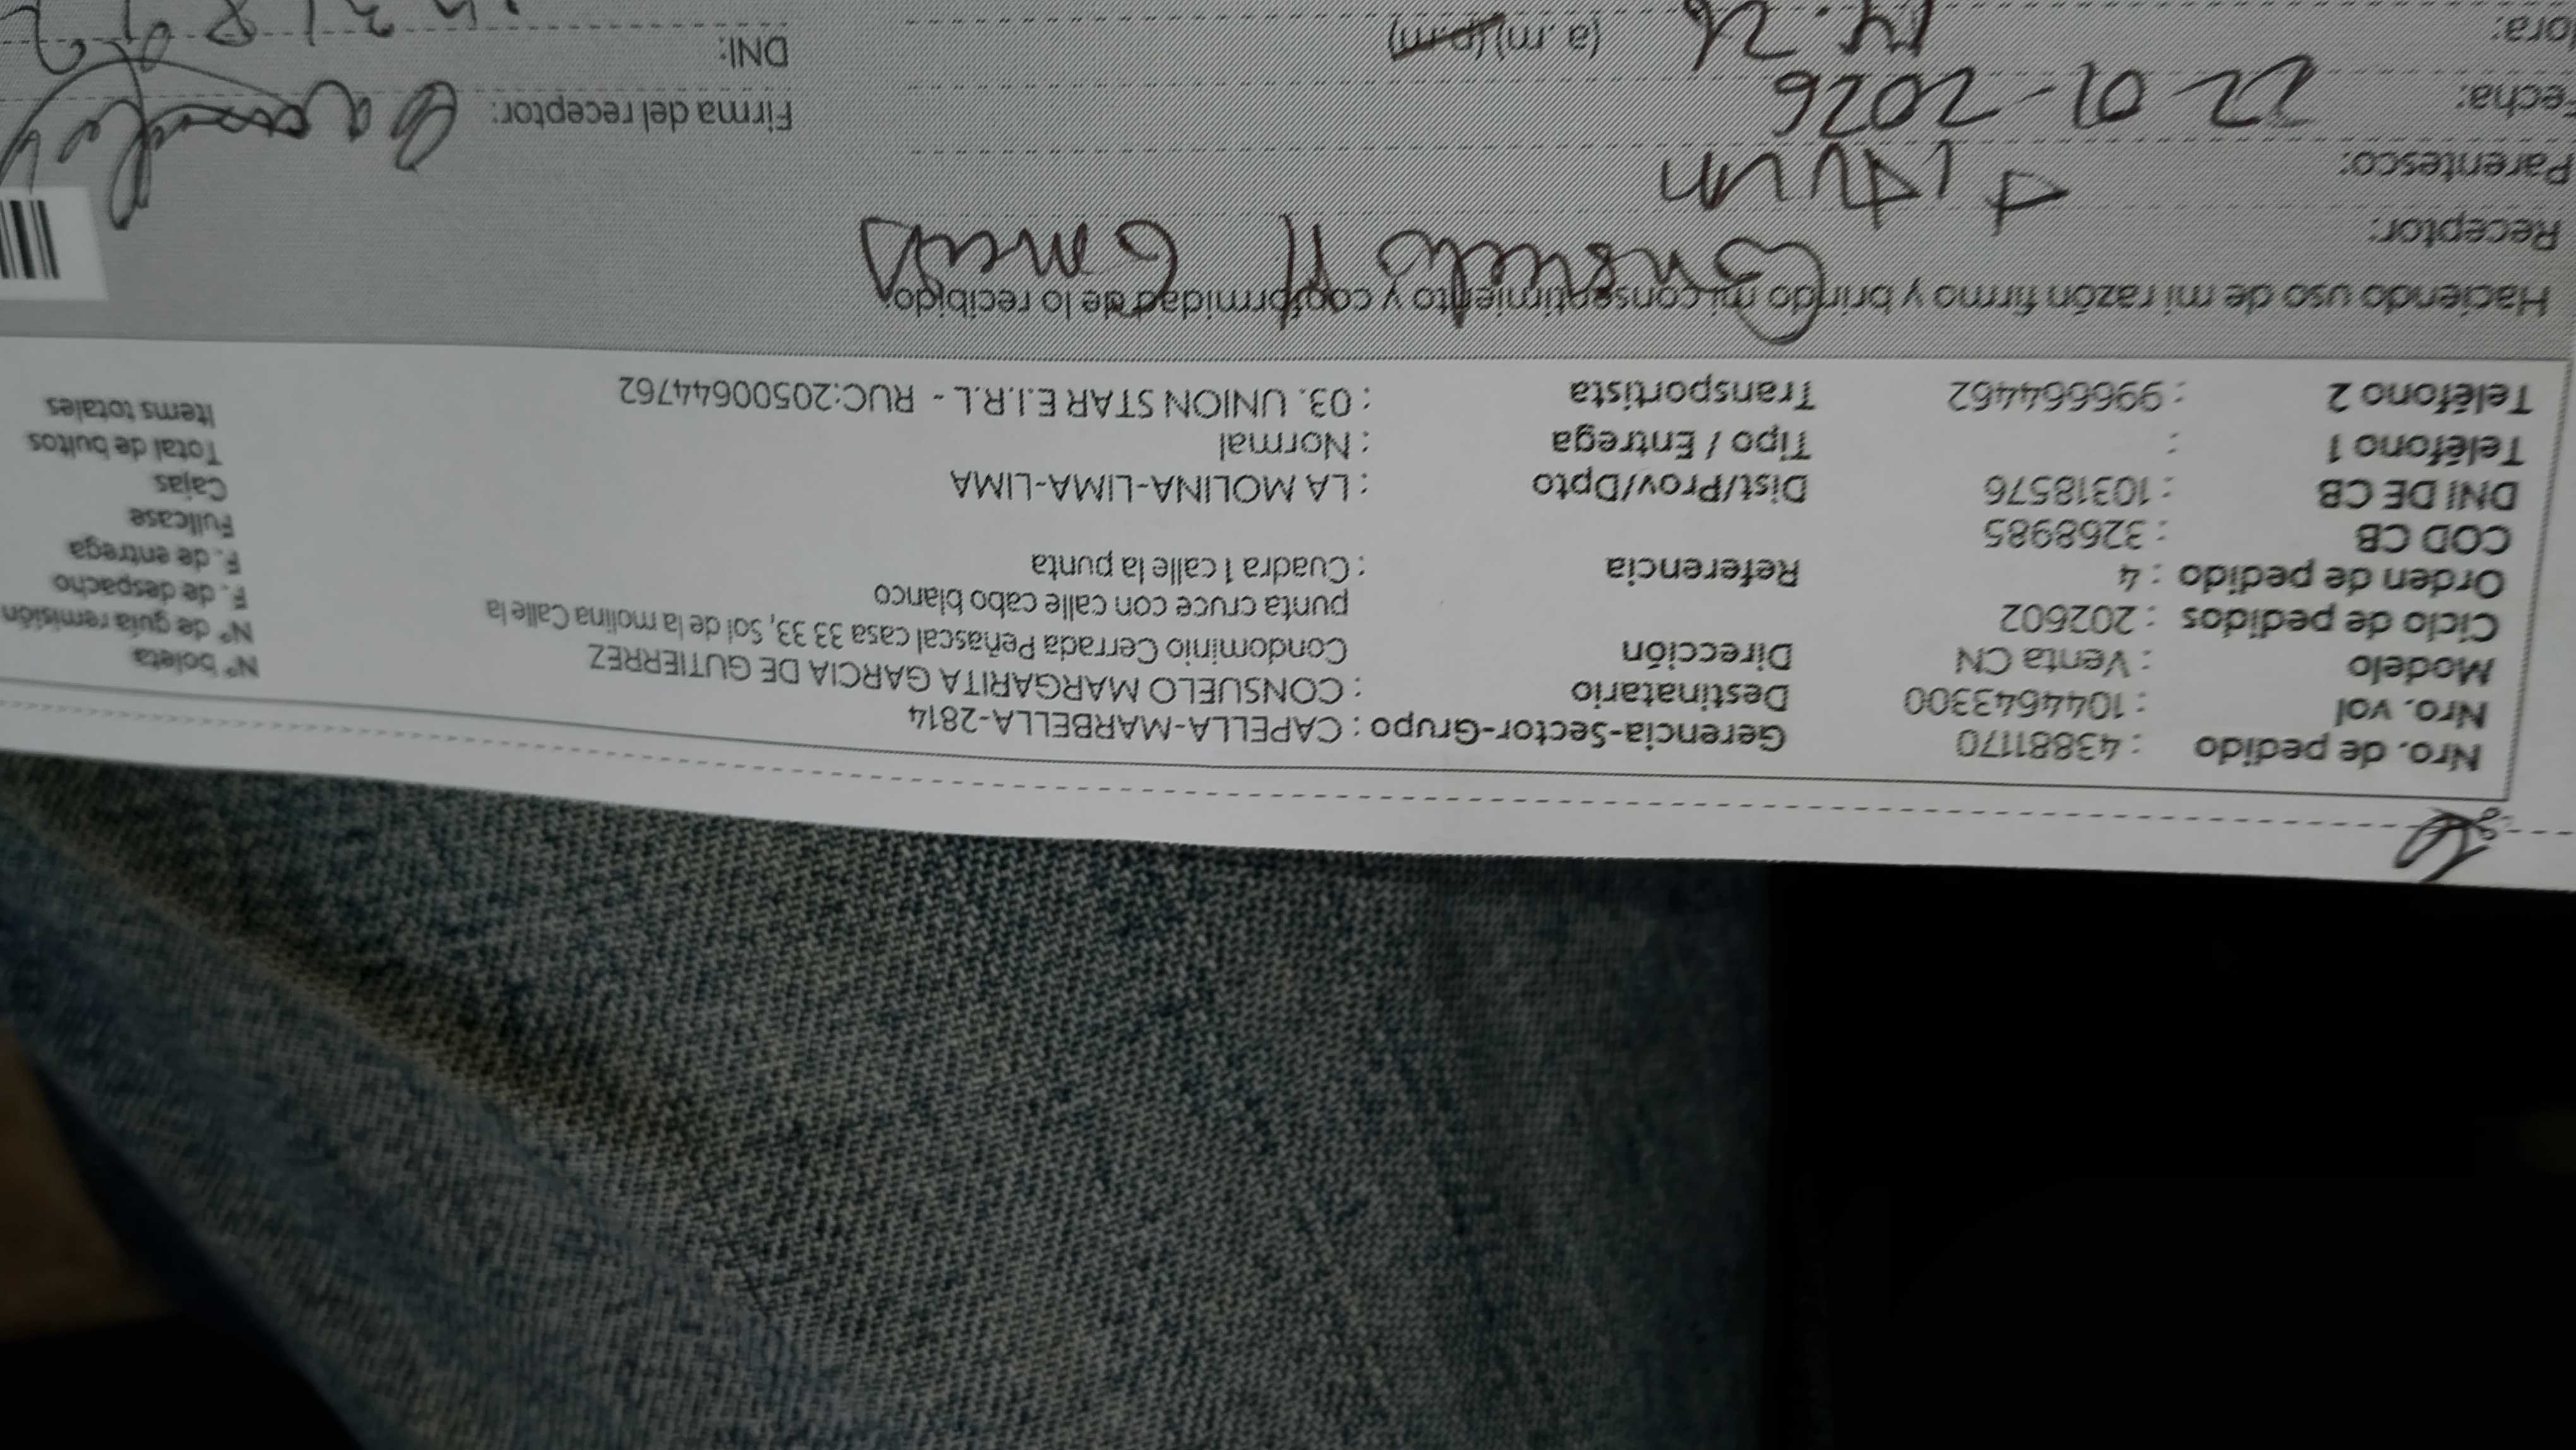 Nro. de pedido : 43881170 Gerencia-Sector-Grupo : CAPELLA-MARBELLA-2814
Nro. vol : 1044643300 Destinatario : CONSUELO MARGARITA GARCIA DE GUTIERREZ Nº boleta
Modelo : Venta CN Dirección Condominio Cerrada Peñascal casa 33 33, Sol de la molina Calle la Nº de guía remisión
Ciclo de pedidos : 202602 punta cruce con calle cabo blanco F. de despacho
Orden de pedido : 4 Referencia : Cuadra 1 calle la punta F. de entrega
COD CB : 3268985 Fullcase
DNI DE CB : 10318576 Dist/Prov/Dpto : LA MOLINA-LIMA-LIMA Cajas
Teléfono 1 : Tipo / Entrega : Normal Total de bultos
Teléfono 2 : 996644462 Transportista : 03. UNION STAR E.I.R.L - RUC:20500644762 Items totales
Haciendo uso de mi razón firmo y brindo mi consentimiento y conformidad de lo recibido.
Receptor: Consuelo
Parentesco:
Fecha: 22-01-2026 Firma del receptor:
Hora: (a.m) (p.m) DNI: